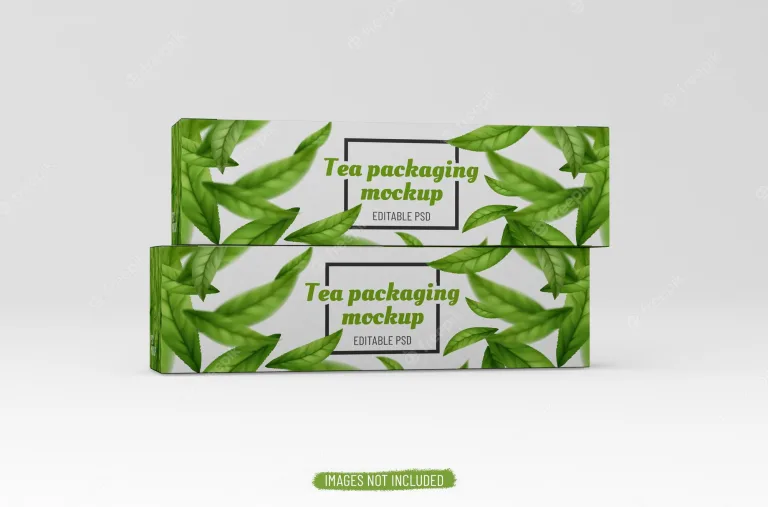 Tea packaging
mockup
EDITABLE PSD
Tea packaging
mockup
EDITABLE PSD
IMAGES NOT INCLUDED